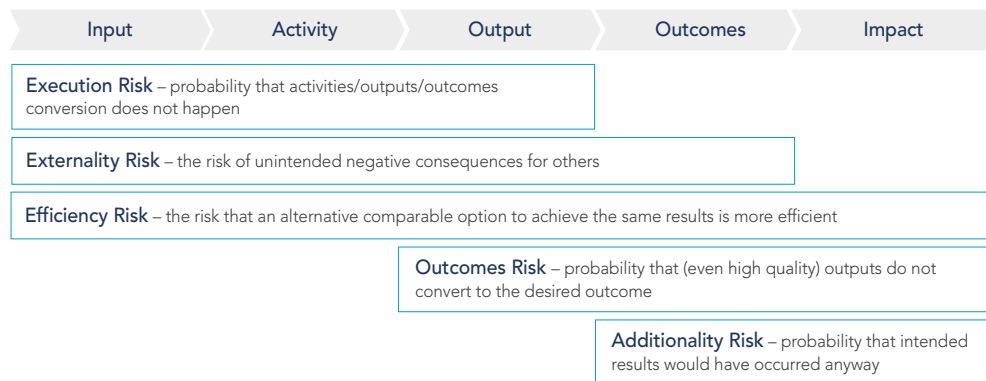 Input Activity Output Outcomes Impact
Execution Risk – probability that activities/outputs/outcomes
conversion does not happen
Externality Risk – the risk of unintended negative consequences for others
Efficiency Risk – the risk that an alternative comparable option to achieve the same results is more efficient
Outcomes Risk – probability that (even high quality) outputs do not
convert to the desired outcome
Additionality Risk – probability that intended
results would have occurred anyway